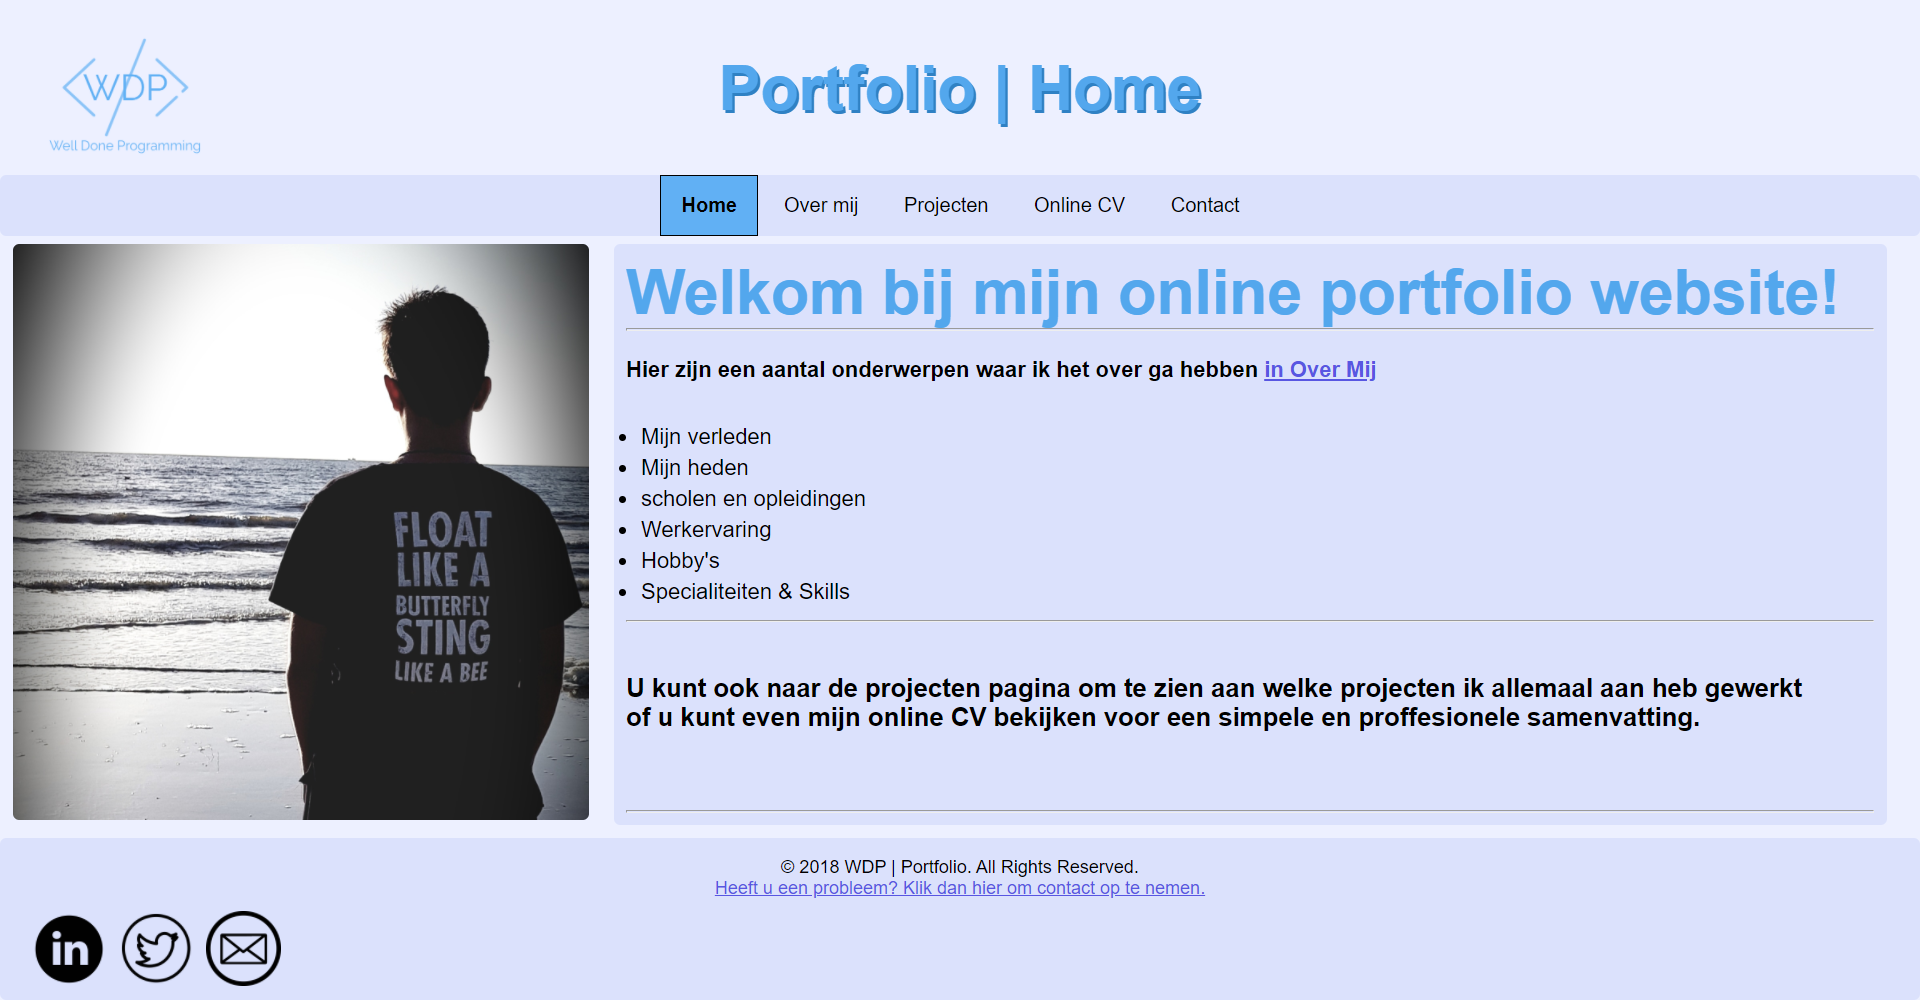 WDP
Well Done Programming
Portfolio | Home
Home Over mij Projecten Online CV Contact
FLOAT
LIKE A
BUTTERFLY
STING
LIKE A BEE
Welkom bij mijn online portfolio website!
Hier zijn een aantal onderwerpen waar ik het over ga hebben in Over Mij
Mijn verleden
Mijn heden
scholen en opleidingen
Werkervaring
Hobby's
Specialiteiten & Skills
U kunt ook naar de projecten pagina om te zien aan welke projecten ik allemaal aan heb gewerkt
of u kunt even mijn online CV bekijken voor een simpele en proffesionele samenvatting.
© 2018 WDP | Portfolio. All Rights Reserved.
Heeft u een probleem? Klik dan hier om contact op te nemen.
in